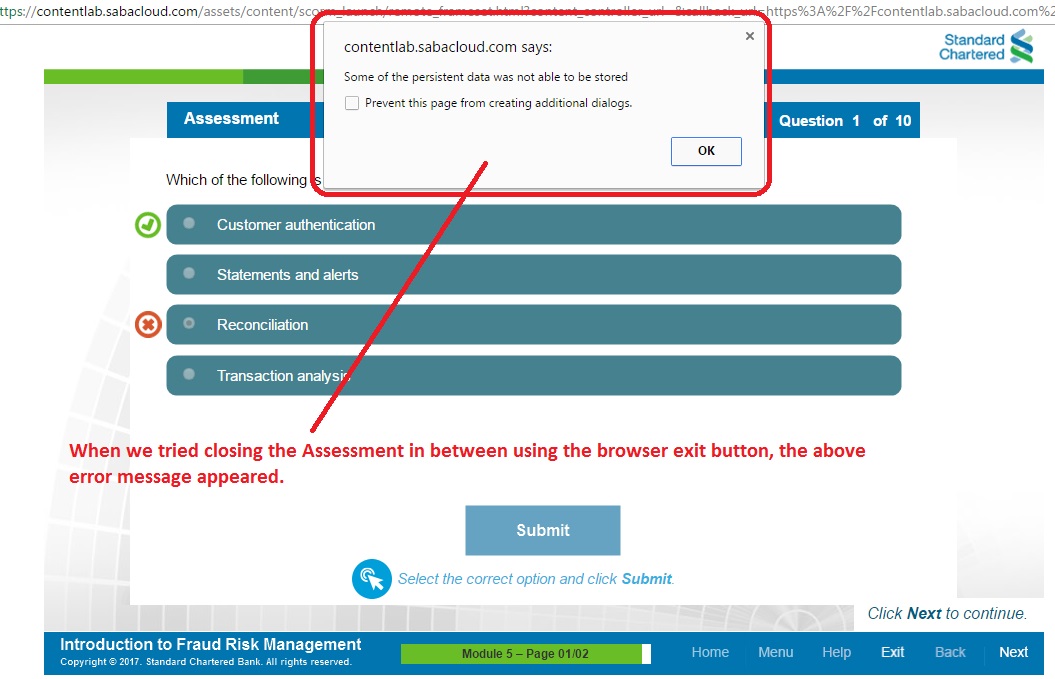 ttps://contentlab.sabacloud.com/assets/content/scorm_launch/remote_frameset.html?content_controller_url=&callback_url=https%3A%2F%2Fcontentlab.sabacloud.com%2
Standard
Chartered
contentlab.sabacloud.com says:
Some of the persistent data was not able to be stored
Prevent this page from creating additional dialogs.
OK
Assessment
Question 1 of 10
Which of the following is
Customer authentication
Statements and alerts
Reconciliation
Transaction analysis
When we tried closing the Assessment in between using the browser exit button, the above
error message appeared.
Submit
Select the correct option and click Submit.
Click Next to continue.
Introduction to Fraud Risk Management
Copyright © 2017. Standard Chartered Bank. All rights reserved.
Module 5 – Page 01/02
Home Menu Help Exit Back Next